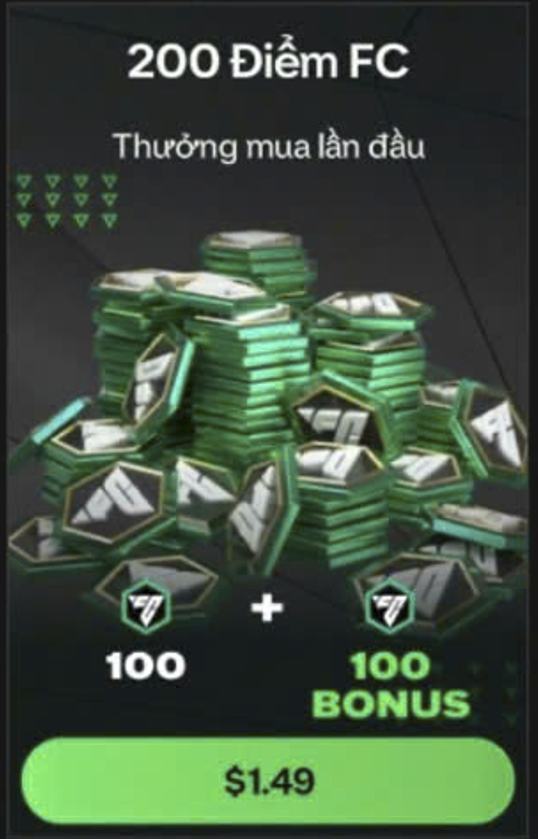 200 Điểm FC
Thưởng mua lần đầu
100 + 100
BONUS
$1.49